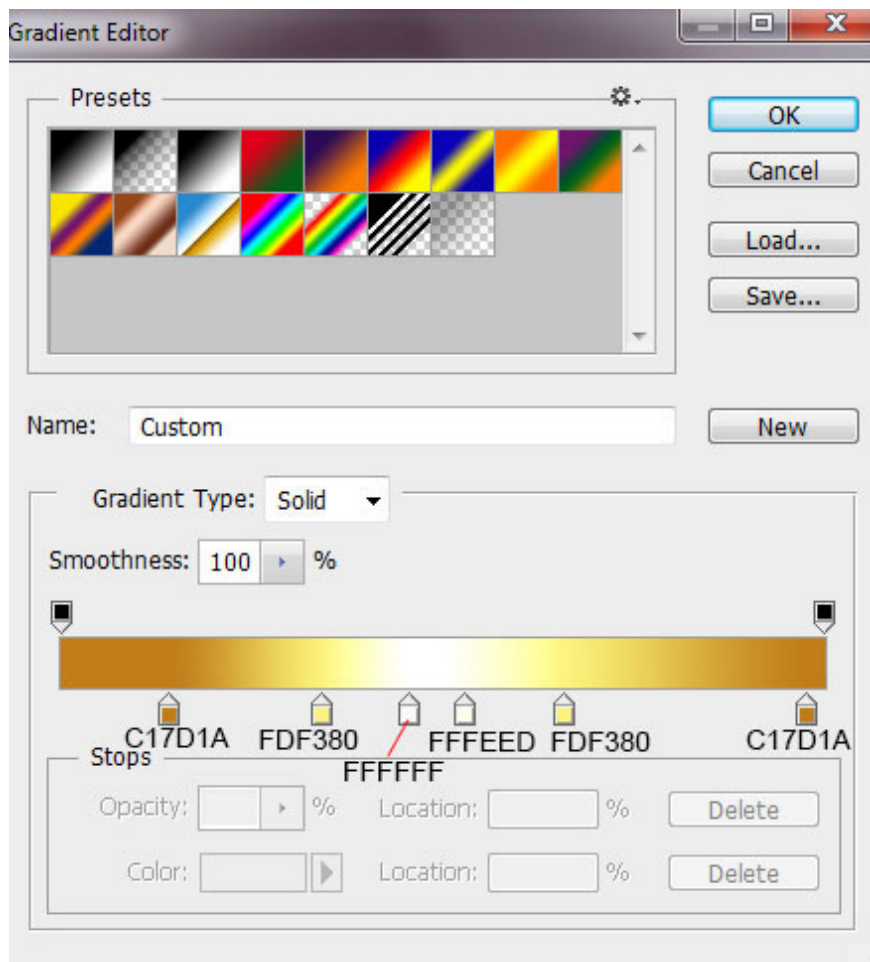 Gradient Editor
Presets
OK
Cancel
Load...
Save...
Name: Custom
New
Gradient Type: Solid
Smoothness: 100 %
C17D1A FDF380 FFFEED FDF380 C17D1A
FFFFFF
Stops
Opacity: % Location: % Delete
Color: Location: % Delete